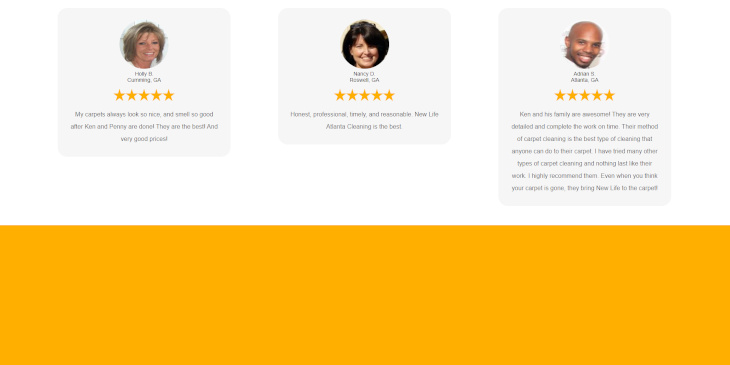 Holly B.
Cumming, GA
My carpets always look so nice, and smell so good
after Ken and Penny are done! They are the best! And
very good prices!
Nancy D.
Roswell, GA
Honest, professional, timely, and reasonable. New Life
Atlanta Cleaning is the best.
Adrian S.
Atlanta, GA
Ken and his family are awesome! They are very
detailed and complete the work on time. Their method
of carpet cleaning is the best type of cleaning that
anyone can do to their carpet. I have tried many other
types of carpet cleaning and nothing last like their
work. I highly recommend them. Even when you think
your carpet is gone, they bring New Life to the carpet!